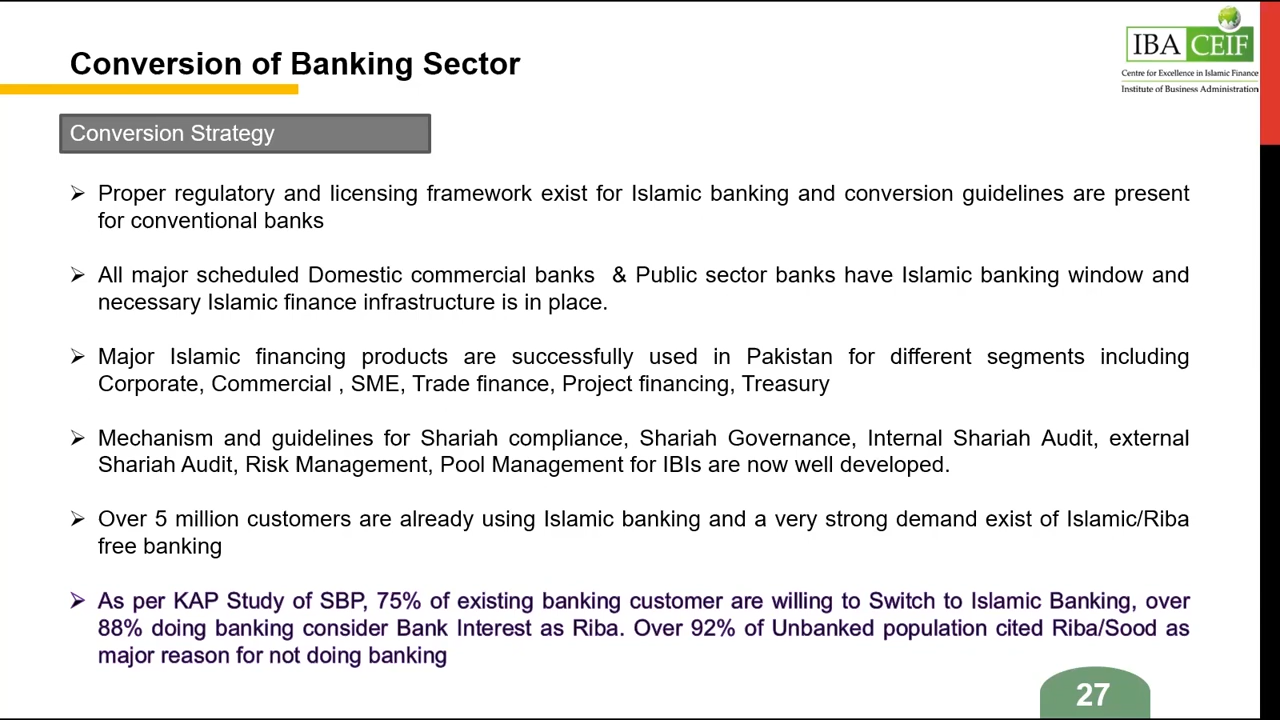 Conversion of Banking Sector
IBA CEIF
Centre for Excellence in Islamic Finance
Institute of Business Administration
Conversion Strategy
➢ Proper regulatory and licensing framework exist for Islamic banking and conversion guidelines are present
for conventional banks
➢ All major scheduled Domestic commercial banks & Public sector banks have Islamic banking window and
necessary Islamic finance infrastructure is in place.
➢ Major Islamic financing products are successfully used in Pakistan for different segments including
Corporate, Commercial , SME, Trade finance, Project financing, Treasury
➢ Mechanism and guidelines for Shariah compliance, Shariah Governance, Internal Shariah Audit, external
Shariah Audit, Risk Management, Pool Management for IBIs are now well developed.
➢ Over 5 million customers are already using Islamic banking and a very strong demand exist of Islamic/Riba
free banking
➢ As per KAP Study of SBP, 75% of existing banking customer are willing to Switch to Islamic Banking, over
88% doing banking consider Bank Interest as Riba. Over 92% of Unbanked population cited Riba/Sood as
major reason for not doing banking
27